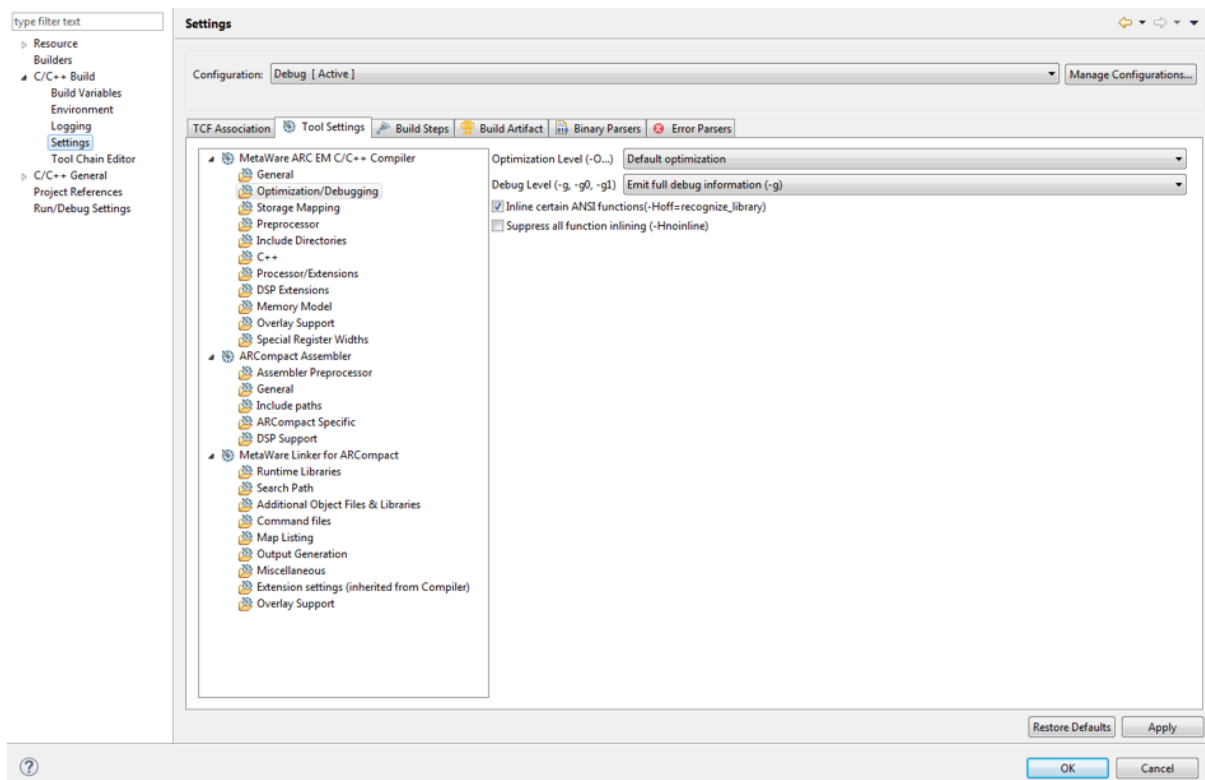 type filter text
Resource
Builders
C/C++ Build
Build Variables
Environment
Logging
Settings
Tool Chain Editor
C/C++ General
Project References
Run/Debug Settings
Settings
Configuration: Debug [ Active ] Manage Configurations...
TCF Association Tool Settings Build Steps Build Artifact Binary Parsers Error Parsers
MetaWare ARC EM C/C++ Compiler
General
Optimization/Debugging
Storage Mapping
Preprocessor
Include Directories
C++
Processor/Extensions
DSP Extensions
Memory Model
Overlay Support
Special Register Widths
ARCompact Assembler
Assembler Preprocessor
General
Include paths
ARCompact Specific
DSP Support
MetaWare Linker for ARCompact
Runtime Libraries
Search Path
Additional Object Files & Libraries
Command files
Map Listing
Output Generation
Miscellaneous
Extension settings (inherited from Compiler)
Overlay Support
Optimization Level (-O...) Default optimization
Debug Level (-g, -g0, -g1) Emit full debug information (-g)
Inline certain ANSI functions(-Hoff=recognize_library)
Suppress all function inlining (-Hnoinline)
Restore Defaults Apply
OK Cancel